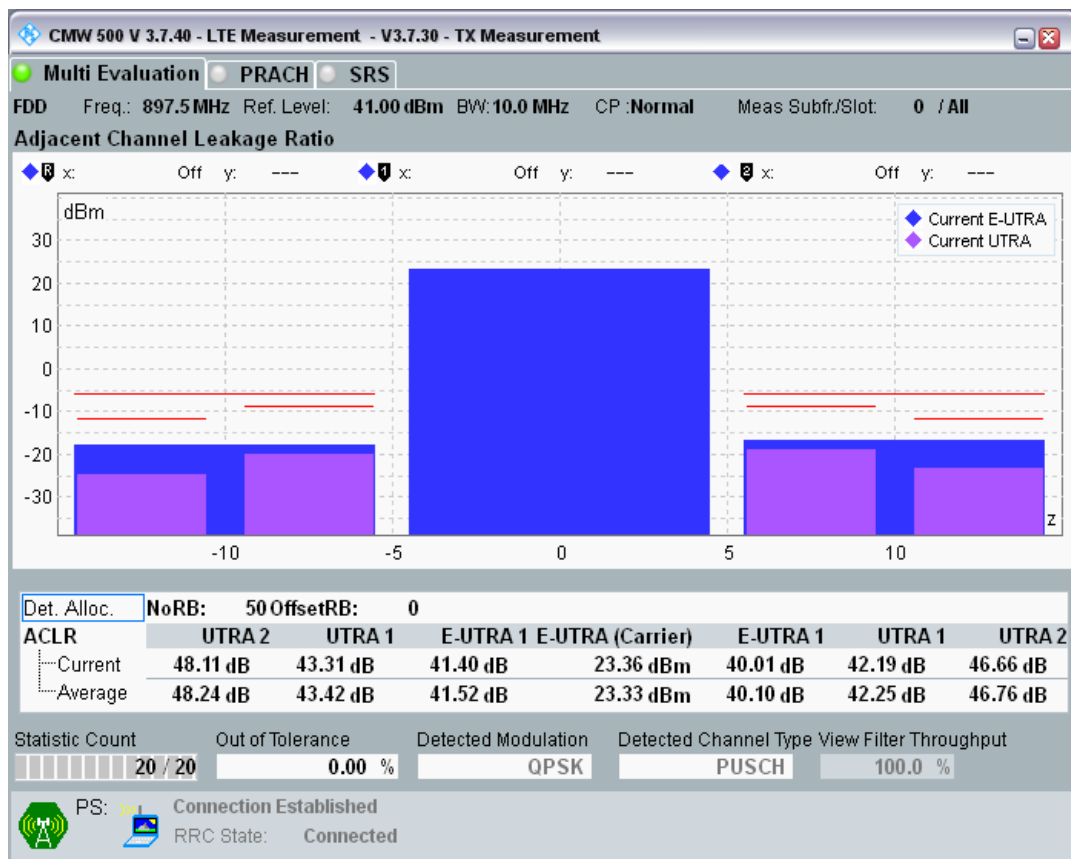 CMW 500 V 3.7.40 - LTE Measurement - V3.7.30 - TX Measurement
Multi Evaluation PRACH SRS
FDD Freq.: 897.5 MHz Ref. Level: 41.00 dBm BW: 10.0 MHz CP :Normal Meas Subfr./Slot: 0 / All
Adjacent Channel Leakage Ratio
R x: Off y: --- 1 x: Off y: --- 2 x: Off y: ---
dBm
Current E-UTRA
Current UTRA
30
20
10
0
-10
-20
-30
z
-10 -5 0 5 10
Det. Alloc. NoRB: 50 OffsetRB: 0
ACLR UTRA 2 UTRA 1 E-UTRA 1 E-UTRA (Carrier) E-UTRA 1 UTRA 1 UTRA 2
Current 48.11 dB 43.31 dB 41.40 dB 23.36 dBm 40.01 dB 42.19 dB 46.66 dB
Average 48.24 dB 43.42 dB 41.52 dB 23.33 dBm 40.10 dB 42.25 dB 46.76 dB
Statistic Count Out of Tolerance Detected Modulation Detected Channel Type View Filter Throughput
20 / 20 0.00 % QPSK PUSCH 100.0 %
PS: Connection Established
RRC State: Connected